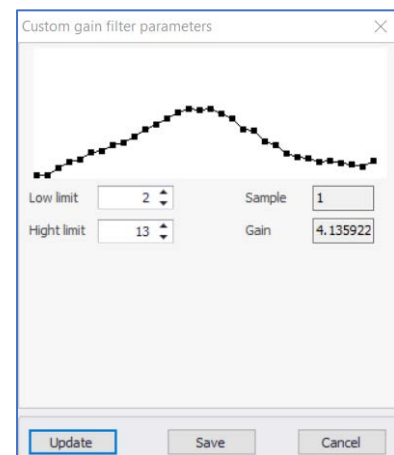 Custom gain filter parameters
Low limit 2 Sample 1
Hight limit 13 Gain 4.135922
Update Save Cancel